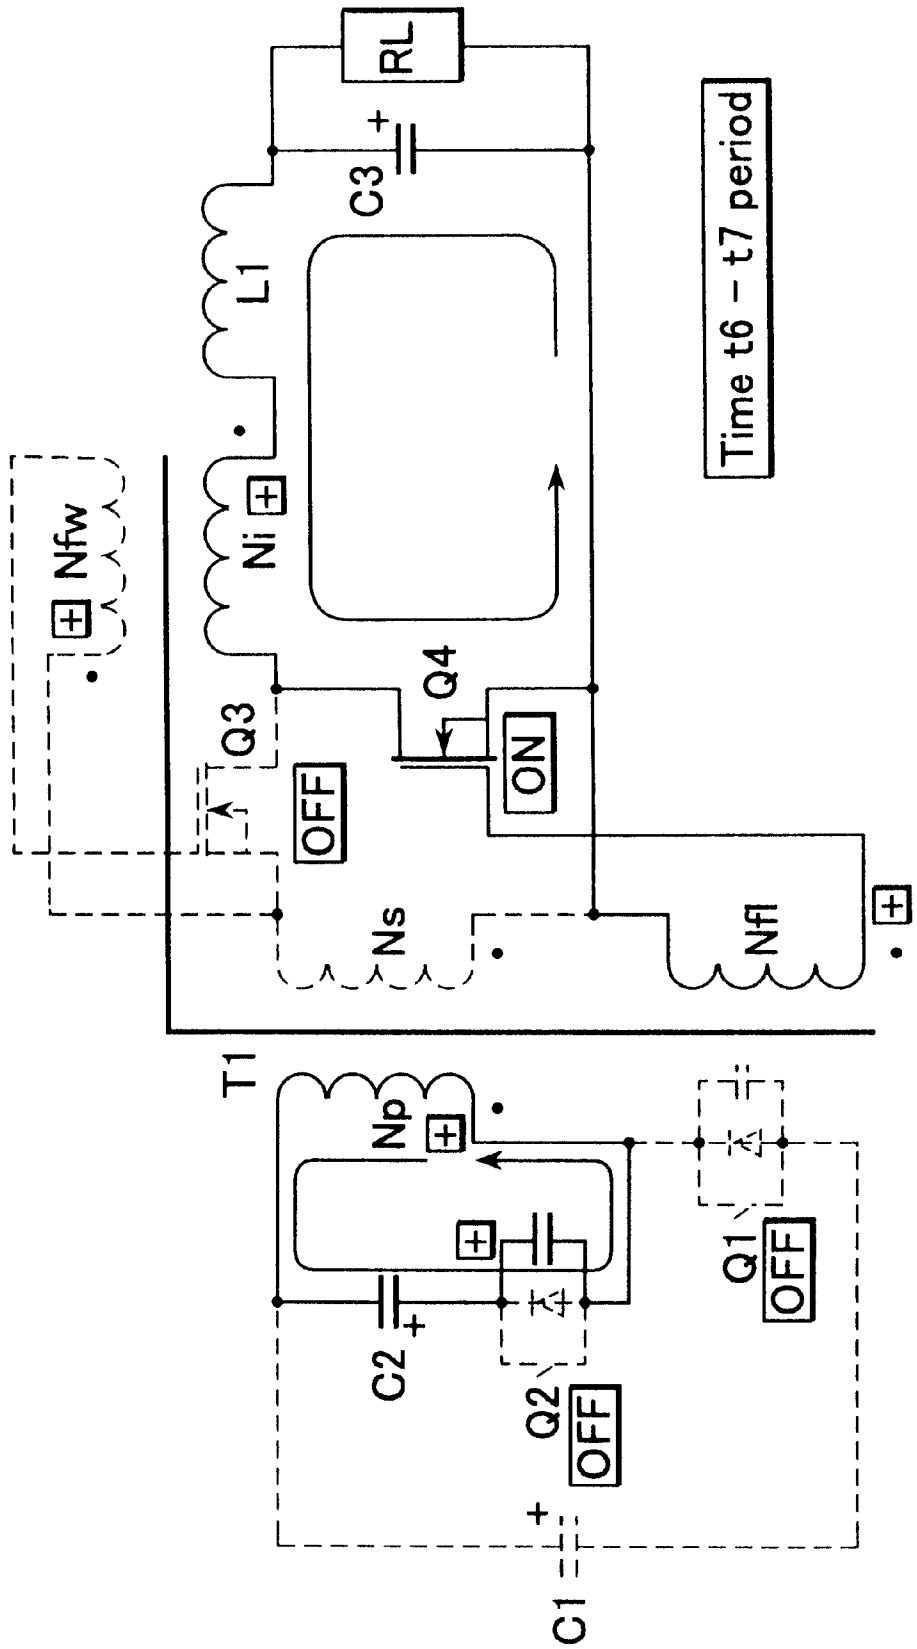 + Nfw
T1
Q3
Ni
L1
+
OFF
C3 +
C2
+
Np
+
Ns
RL
Q4
+
ON
Q2
OFF
+
C1
Q1
OFF
Nfl
+
Time t6 – t7 period